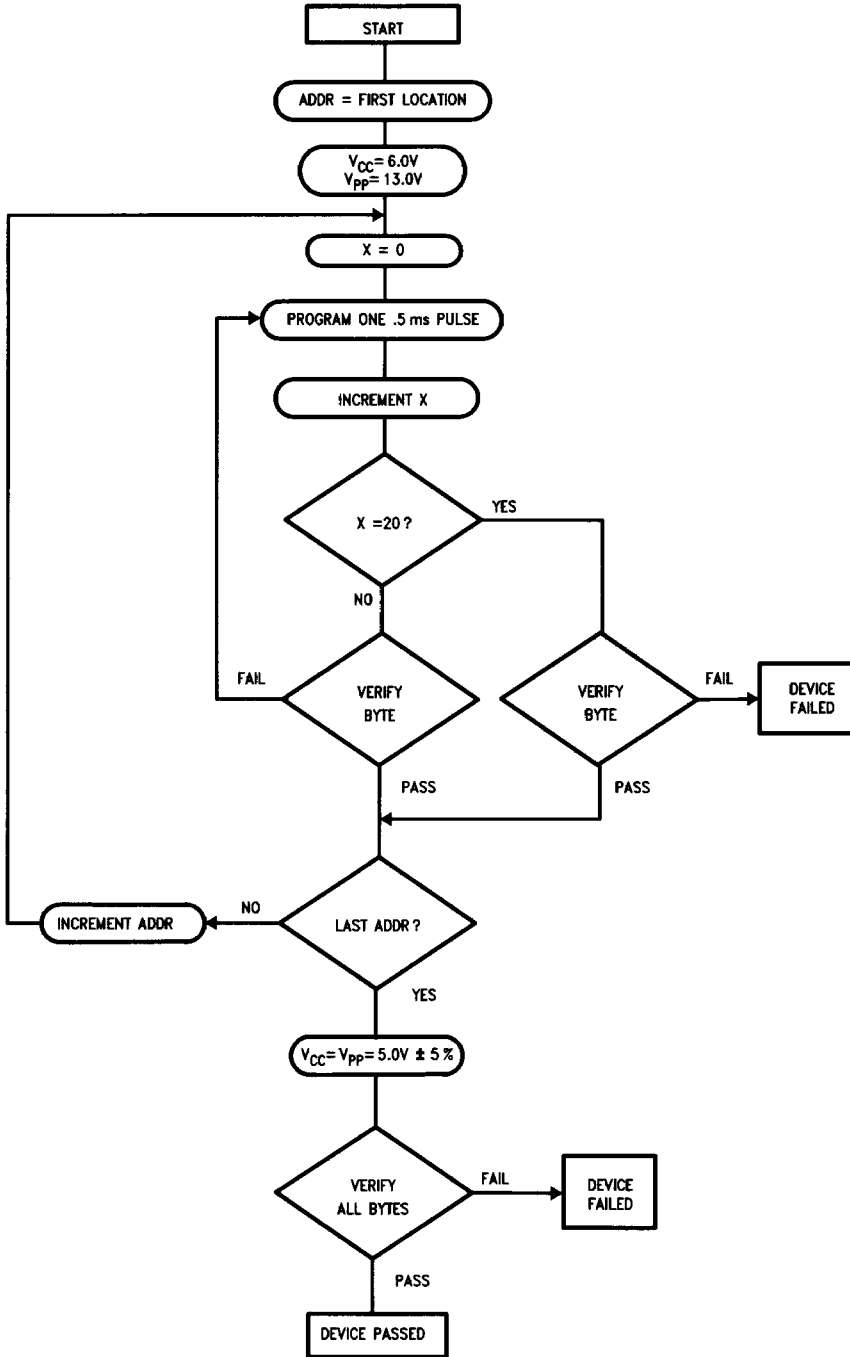 START
ADDR = FIRST LOCATION
VCC = 6.0V
VPP = 13.0V
X = 0
PROGRAM ONE .5 ms PULSE
INCREMENT X
X =20 ?
YES
NO
FAIL
VERIFY
BYTE
VERIFY
BYTE
FAIL
DEVICE
FAILED
PASS
PASS
INCREMENT ADDR
NO
LAST ADDR ?
YES
VCC = VPP = 5.0V ± 5 %
VERIFY
ALL BYTES
FAIL
DEVICE
FAILED
PASS
DEVICE PASSED